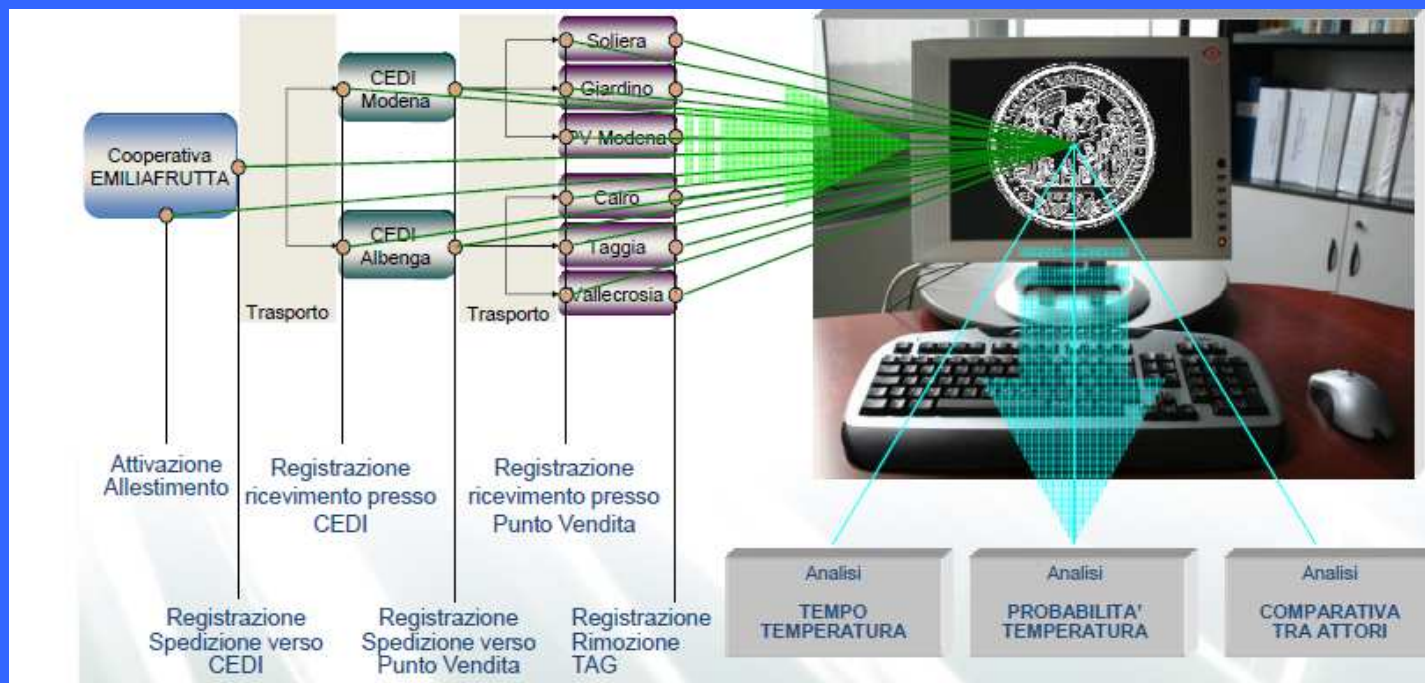 Cooperativa
EMILIAFRUTTA
Trasporto
CEDI
Modena
CEDI
Albenga
Trasporto
Soliera
Giardino
PV Modena
Cairo
Taggia
Vallecrosia
Attivazione
Allestimento
Registrazione
ricevimento presso
CEDI
Registrazione
ricevimento presso
Punto Vendita
Registrazione
Spedizione verso
CEDI
Registrazione
Spedizione verso
Punto Vendita
Registrazione
Rimozione
TAG
Analisi
TEMPO
TEMPERATURA
Analisi
PROBABILITA'
TEMPERATURA
Analisi
COMPARATIVA
TRA ATTORI